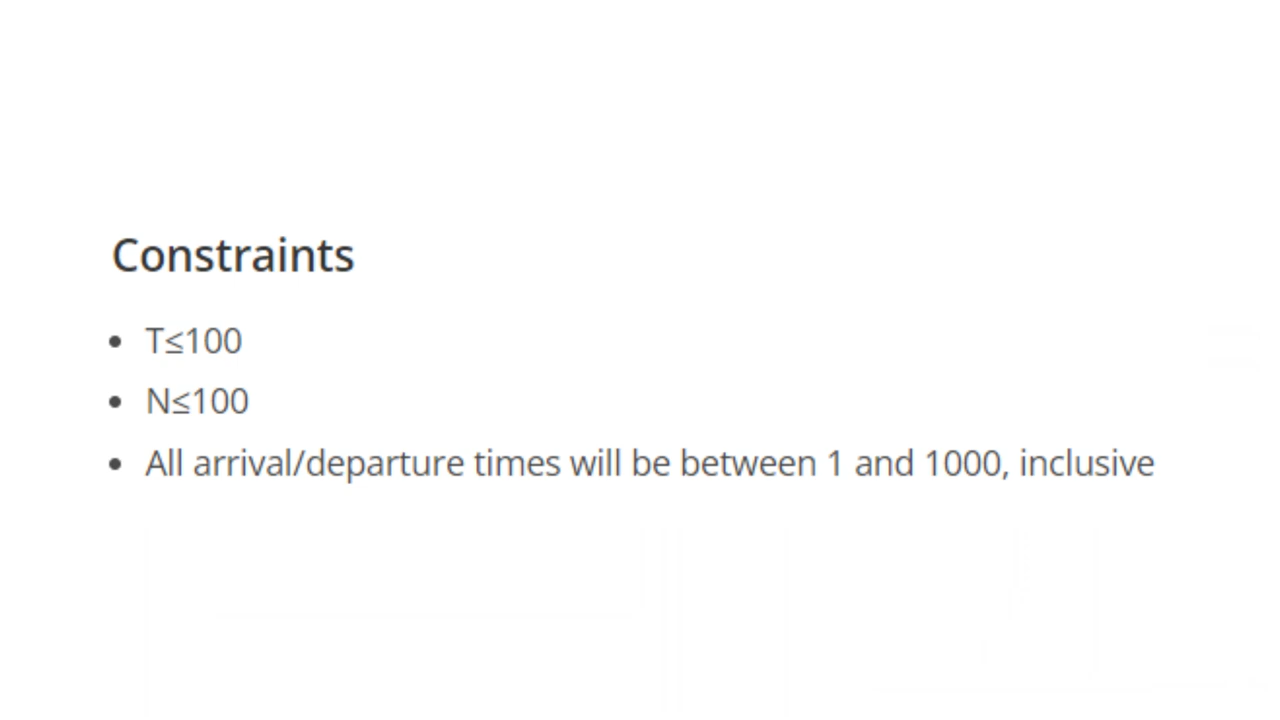 Constraints
T≤100
N≤100
All arrival/departure times will be between 1 and 1000, inclusive